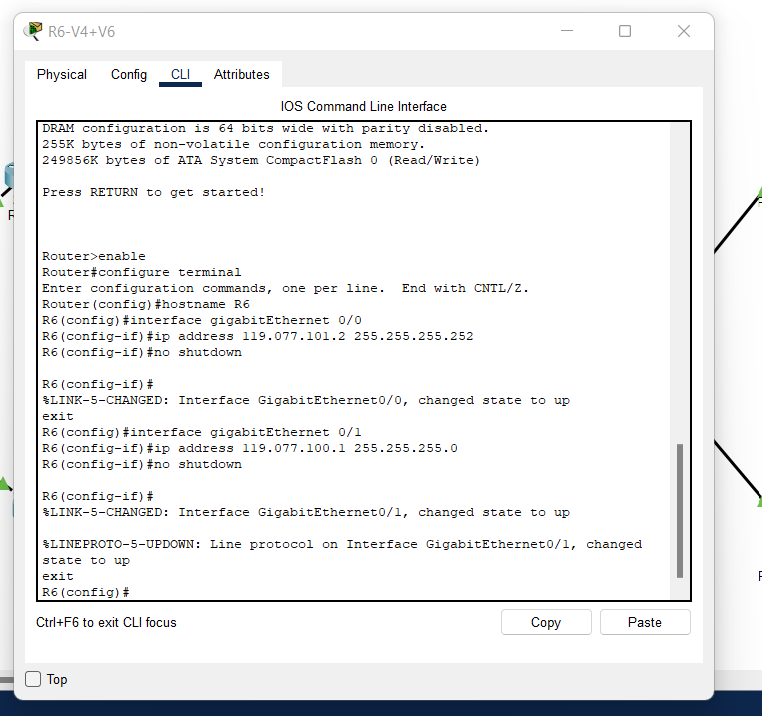 R6-V4+V6
Physical Config CLI Attributes
IOS Command Line Interface
DRAM configuration is 64 bits wide with parity disabled.
255K bytes of non-volatile configuration memory.
249856K bytes of ATA System CompactFlash 0 (Read/Write)
Press RETURN to get started!
Router>enable
Router#configure terminal
Enter configuration commands, one per line.  End with CNTL/Z.
Router(config)#hostname R6
R6(config)#interface gigabitEthernet 0/0
R6(config-if)#ip address 119.077.101.2 255.255.255.252
R6(config-if)#no shutdown
R6(config-if)#
%LINK-5-CHANGED: Interface GigabitEthernet0/0, changed state to up
exit
R6(config)#interface gigabitEthernet 0/1
R6(config-if)#ip address 119.077.100.1 255.255.255.0
R6(config-if)#no shutdown
R6(config-if)#
%LINK-5-CHANGED: Interface GigabitEthernet0/1, changed state to up
%LINEPROTO-5-UPDOWN: Line protocol on Interface GigabitEthernet0/1, changed
state to up
exit
R6(config)#
Ctrl+F6 to exit CLI focus
Copy Paste
Top